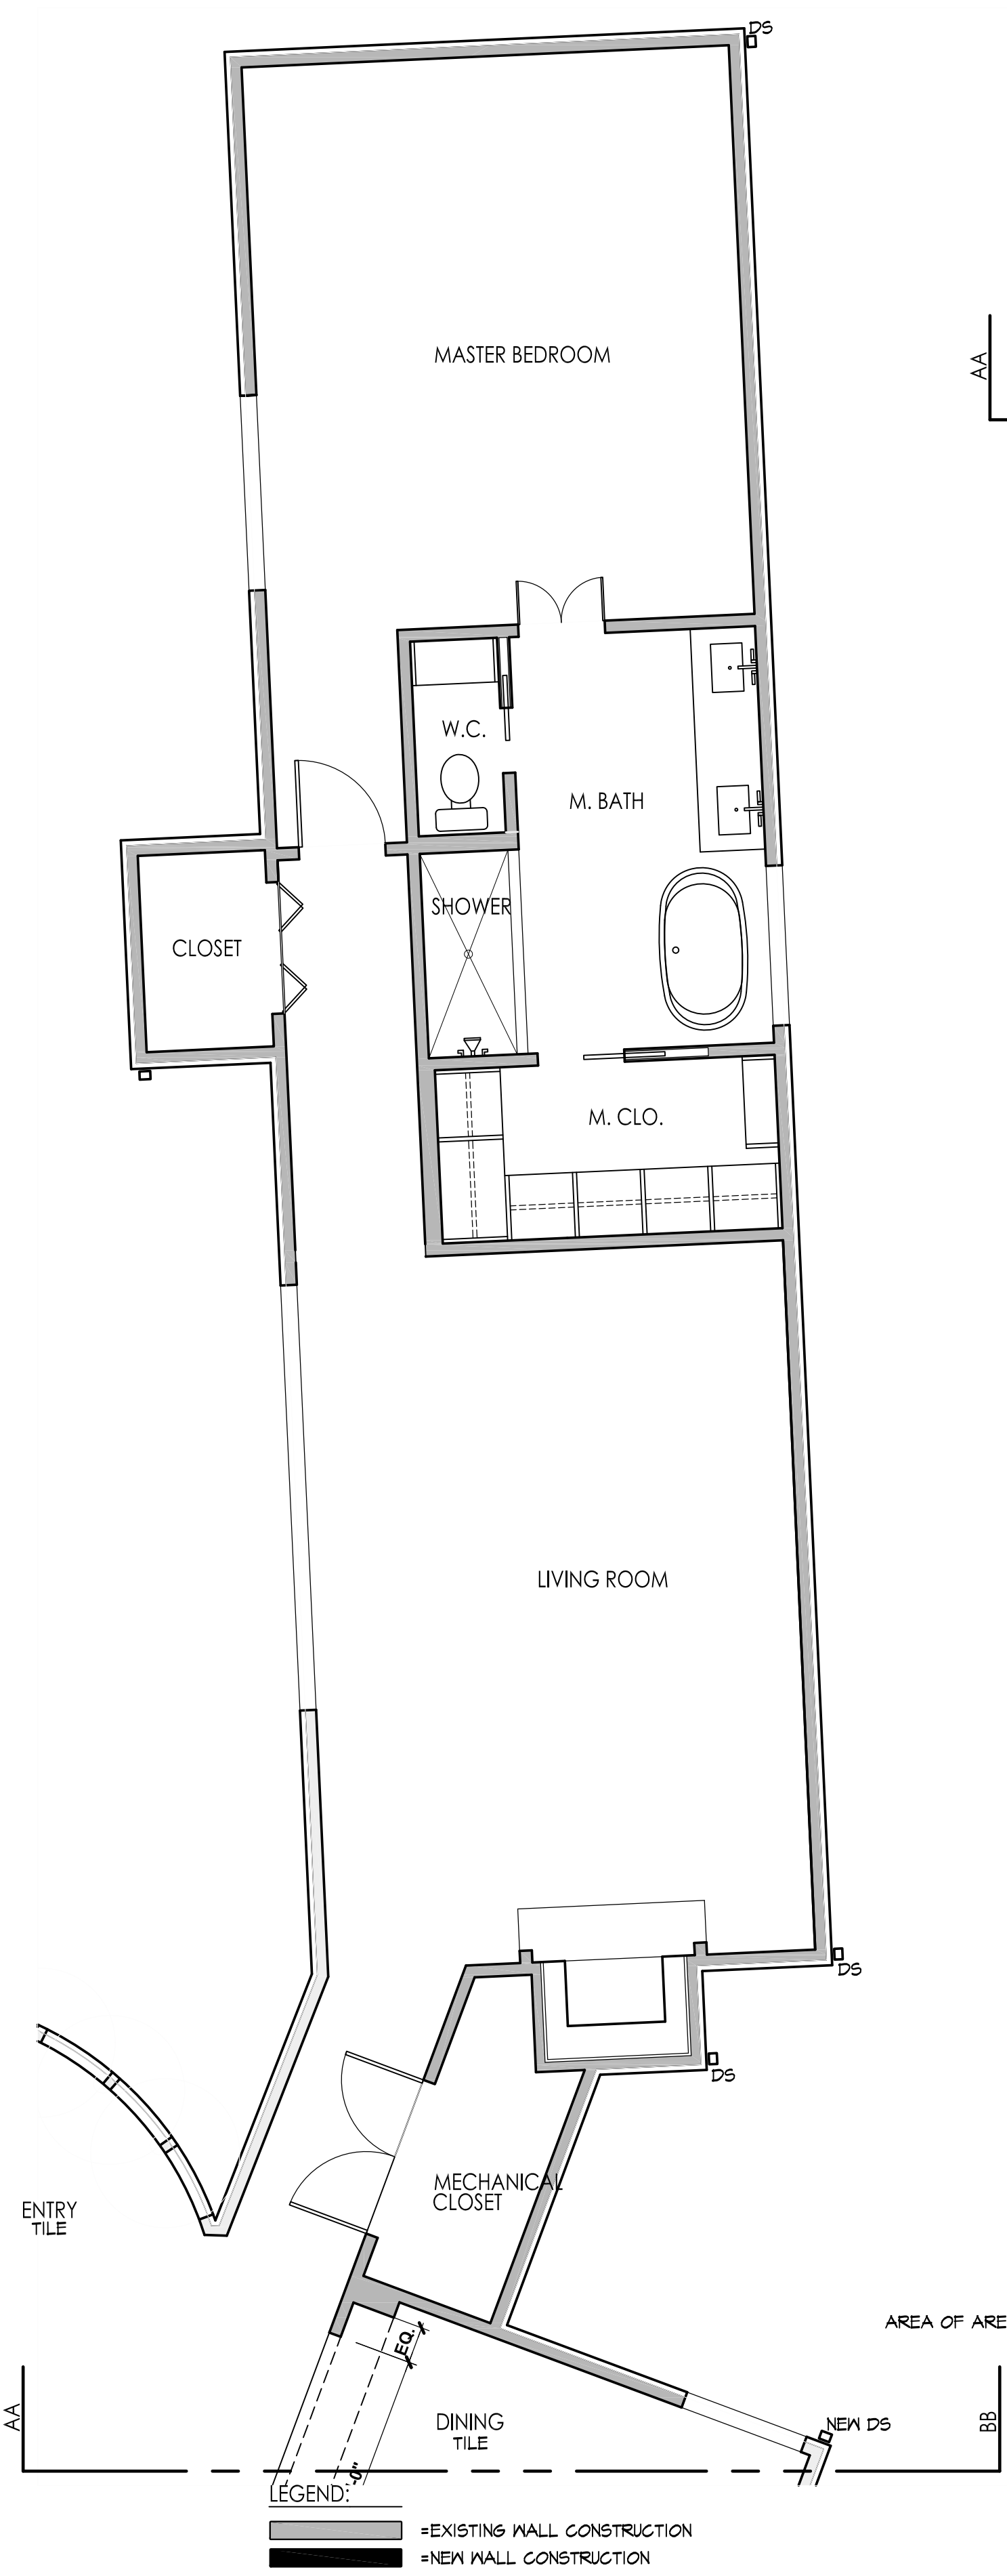 DS
MASTER BEDROOM
AA
W.C.
M. BATH
SHOWER
CLOSET
M. CLO.
LIVING ROOM
DS
DS
MECHANICAL
CLOSET
ENTRY
TILE
AREA OF ARE
EQ.
AA
DINING
TILE
NEW DS
BB
-0"
LEGEND:
=EXISTING WALL CONSTRUCTION
=NEW WALL CONSTRUCTION